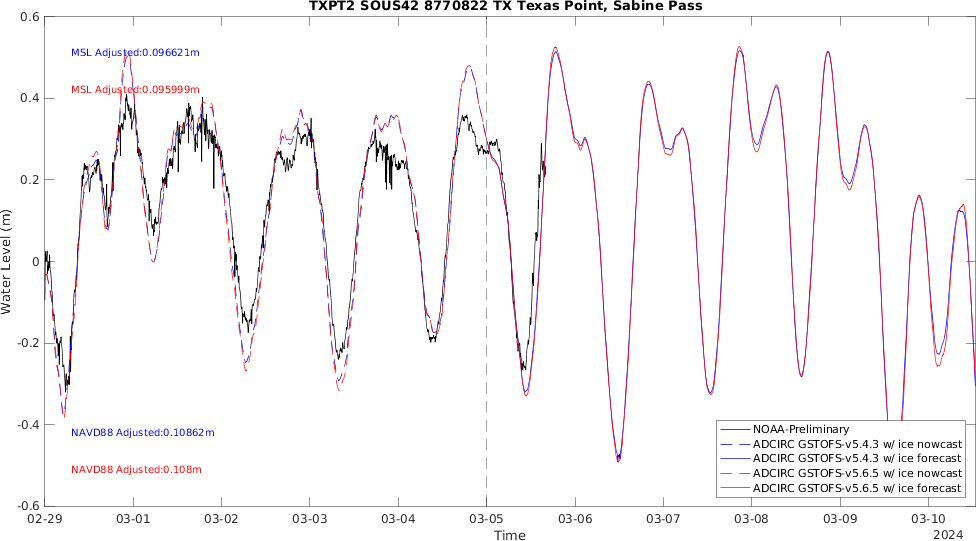 TXPT2 SOUS42 8770822 TX Texas Point, Sabine Pass
0.6
0.4
0.2
0
-0.2
-0.4
-0.6
Water Level (m)
MSL Adjusted:0.096621m
MSL Adjusted:0.095999m
NAVD88 Adjusted:0.10862m
NAVD88 Adjusted:0.108m
NOAA-Preliminary
ADCIRC GSTOFS-v5.4.3 w/ ice nowcast
ADCIRC GSTOFS-v5.4.3 w/ ice forecast
ADCIRC GSTOFS-v5.6.5 w/ ice nowcast
ADCIRC GSTOFS-v5.6.5 w/ ice forecast
02-29 03-01 03-02 03-03 03-04 03-05 03-06 03-07 03-08 03-09 03-10
Time
2024